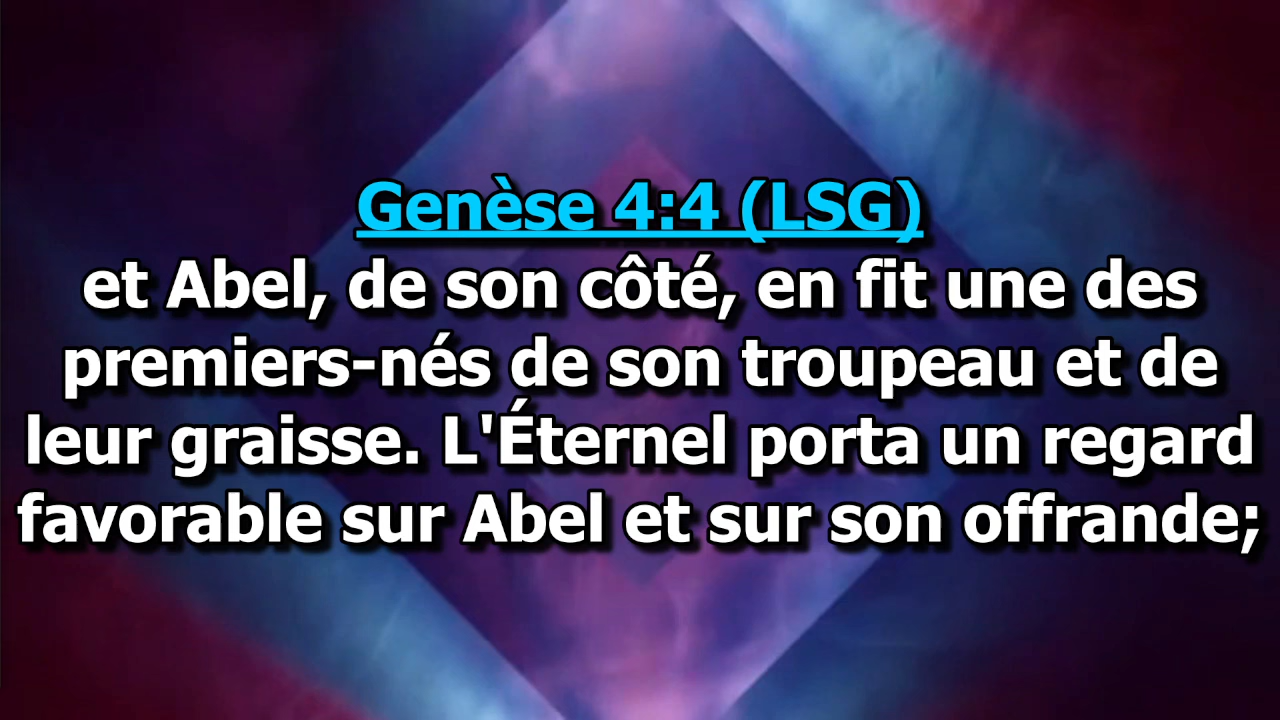 Genèse 4:4 (LSG)
et Abel, de son côté, en fit une des
premiers-nés de son troupeau et de
leur graisse. L'Éternel porta un regard
favorable sur Abel et sur son offrande;